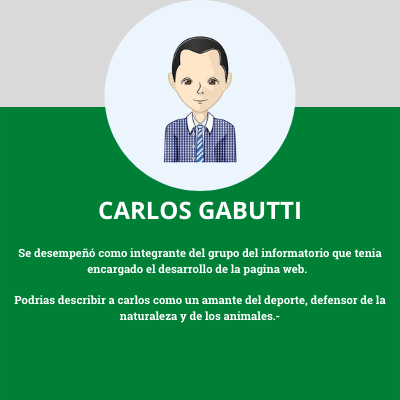 CARLOS GABUTTI
Se desempeñó como integrante del grupo del informatorio que tenia
encargado el desarrollo de la pagina web.
Podrias describir a carlos como un amante del deporte, defensor de la
naturaleza y de los animales.-